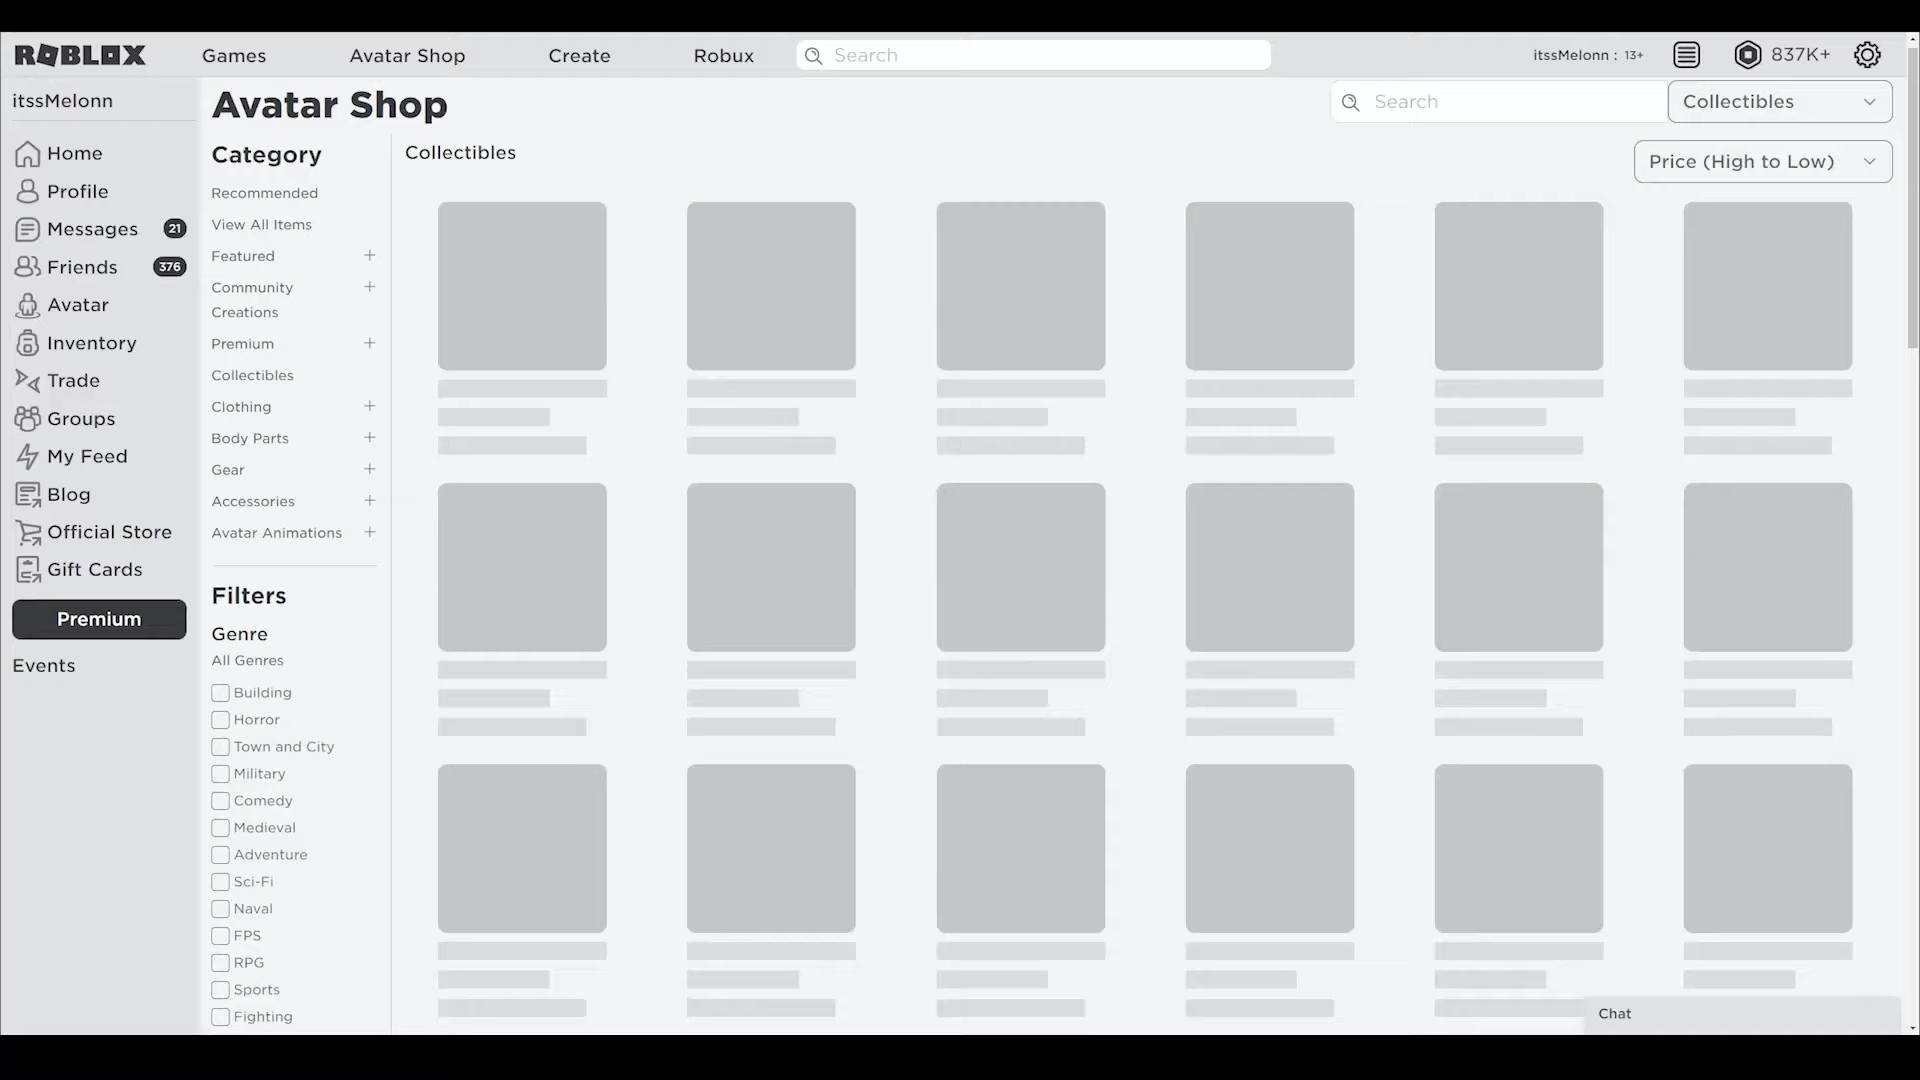 ROBLOX
Games
Avatar Shop
Create
Robux
Search
itssMelonn : 13+
837K+
itssMelonn
Home
Profile
Messages 21
Friends 376
Avatar
Inventory
Trade
Groups
My Feed
Blog
Official Store
Gift Cards
Premium
Events
Avatar Shop
Search
Collectibles
Category
Recommended
View All Items
Featured +
Community +
Creations
Premium +
Collectibles
Clothing +
Body Parts +
Gear +
Accessories +
Avatar Animations +
Filters
Genre
All Genres
Building
Horror
Town and City
Military
Comedy
Medieval
Adventure
Sci-Fi
Naval
FPS
RPG
Sports
Fighting
Collectibles
Price (High to Low)
Chat